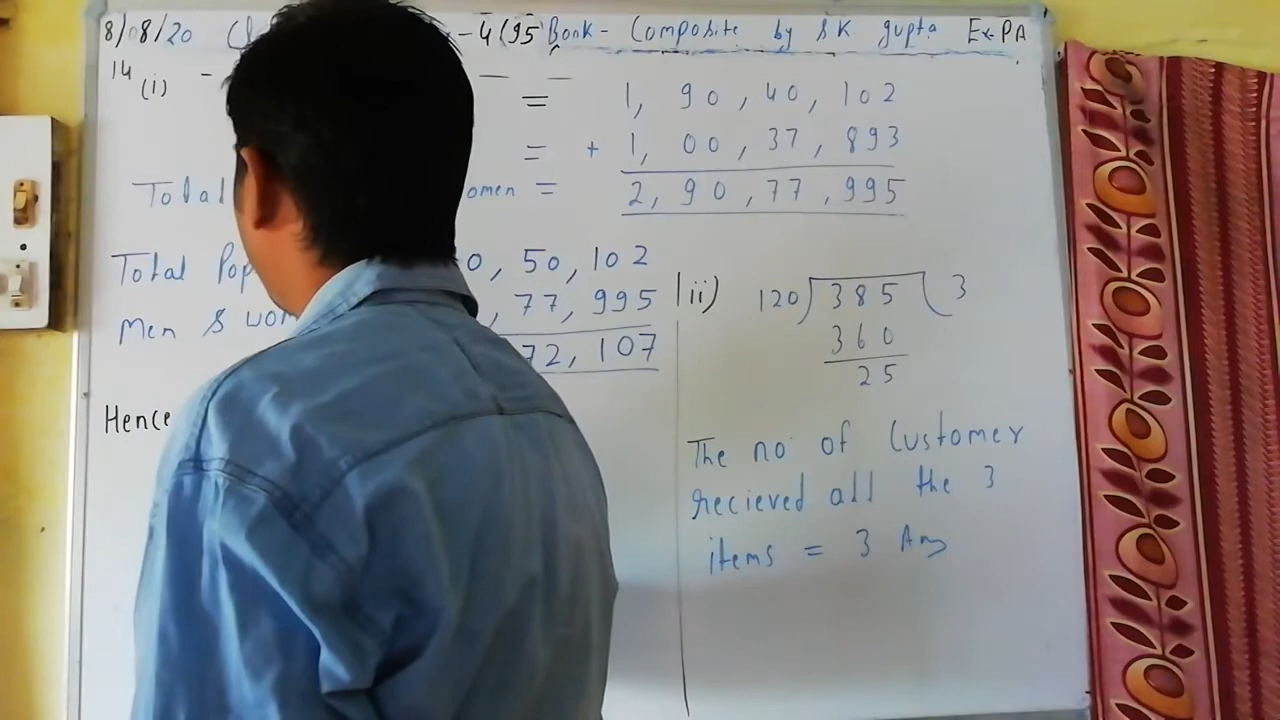 8/08/20 -4(95 Book - Composite by SK gupta Ex-PA
14
(i) - = 1, 90, 40, 102
= + 1, 00, 37, 893
Total omen = 2, 90, 77, 995
Total Pop 0, 50, 102
Men & wom , 77, 995
72, 107
Hence
ii) 120) 385 ( 3
360
25
The no. of Customer
recieved all the 3
items = 3 Ans